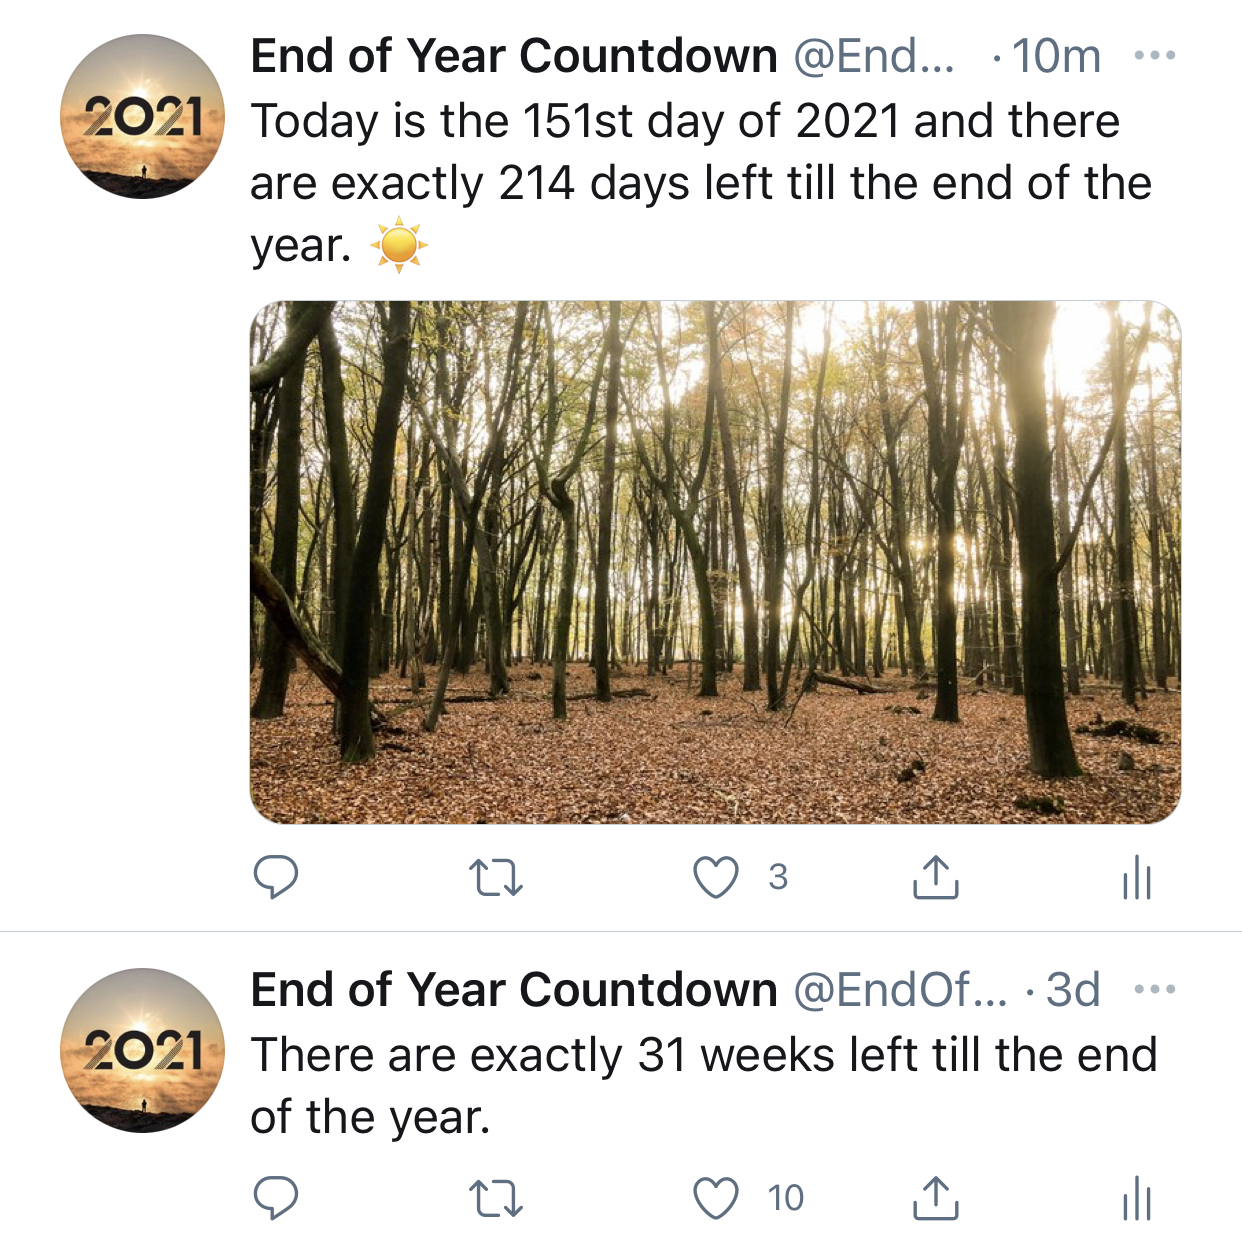 2021
End of Year Countdown @End... · 10m ...
Today is the 151st day of 2021 and there
are exactly 214 days left till the end of the
year. ☀️
3
2021
End of Year Countdown @EndOf... · 3d ...
There are exactly 31 weeks left till the end
of the year.
10